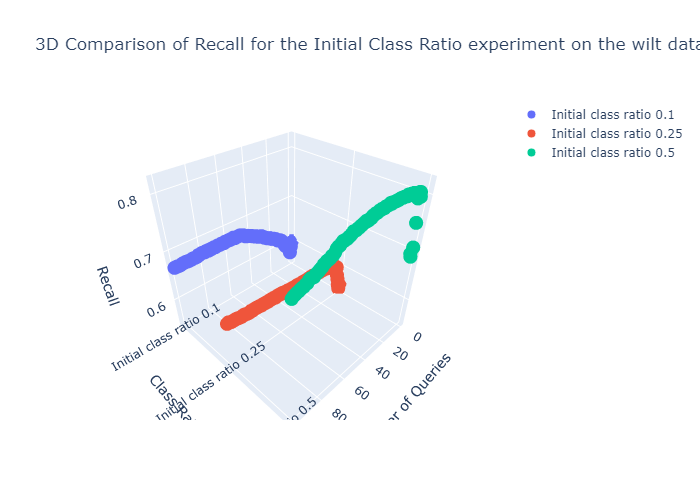 3D Comparison of Recall for the Initial Class Ratio experiment on the wilt data
Initial class ratio 0.1
Initial class ratio 0.25
Initial class ratio 0.5
0.8
0.7
0.6
Recall
Initial class ratio 0.1
Initial class ratio 0.25
0.5
Class Ra
0
20
40
60
80
of Queries